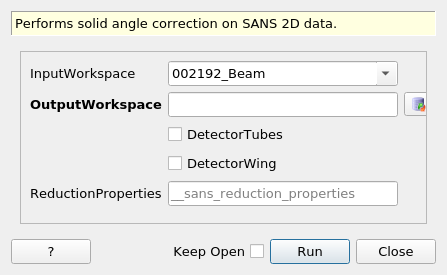 Performs solid angle correction on SANS 2D data.
InputWorkspace 002192_Beam
OutputWorkspace
DetectorTubes
DetectorWing
ReductionProperties __sans_reduction_properties
? Keep Open Run Close